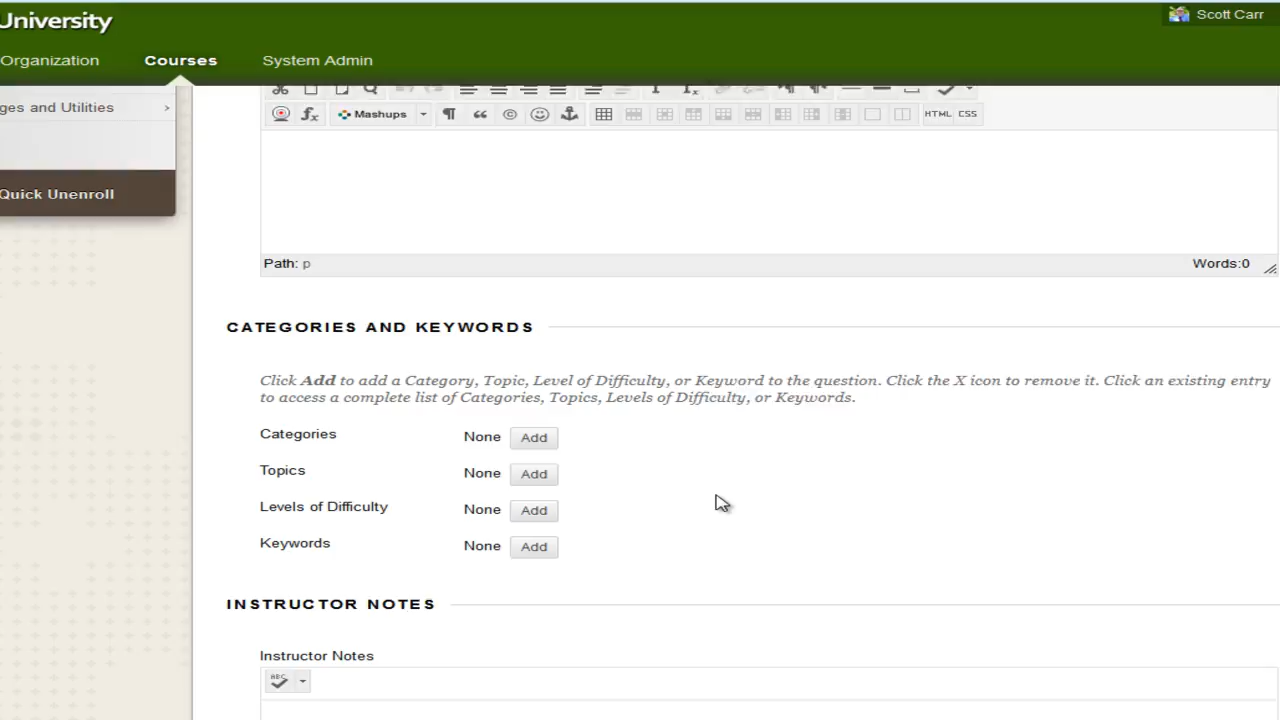 University
Scott Carr
Organization
Courses
System Admin
ges and Utilities
Mashups
HTML CSS
Quick Unenroll
Path: p
Words:0
CATEGORIES AND KEYWORDS
Click Add to add a Category, Topic, Level of Difficulty, or Keyword to the question. Click the X icon to remove it. Click an existing entry
to access a complete list of Categories, Topics, Levels of Difficulty, or Keywords.
Categories None Add
Topics None Add
Levels of Difficulty None Add
Keywords None Add
INSTRUCTOR NOTES
Instructor Notes
ABC